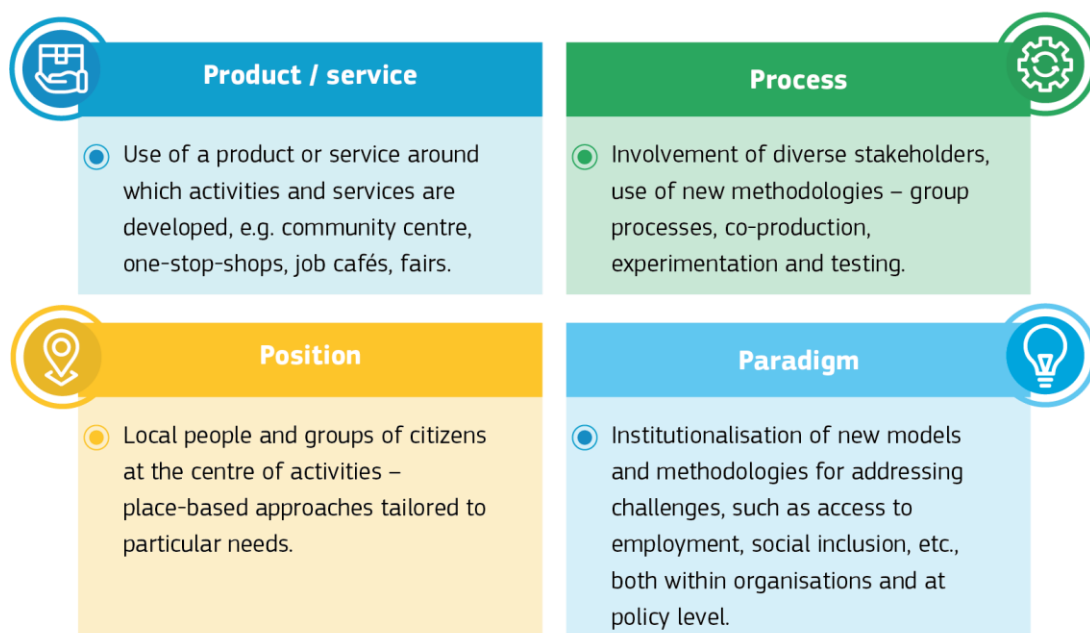 Product / service
Use of a product or service around
which activities and services are
developed, e.g. community centre,
one-stop-shops, job cafés, fairs.
Process
Involvement of diverse stakeholders,
use of new methodologies – group
processes, co-production,
experimentation and testing.
Position
Local people and groups of citizens
at the centre of activities –
place-based approaches tailored to
particular needs.
Paradigm
Institutionalisation of new models
and methodologies for addressing
challenges, such as access to
employment, social inclusion, etc.,
both within organisations and at
policy level.